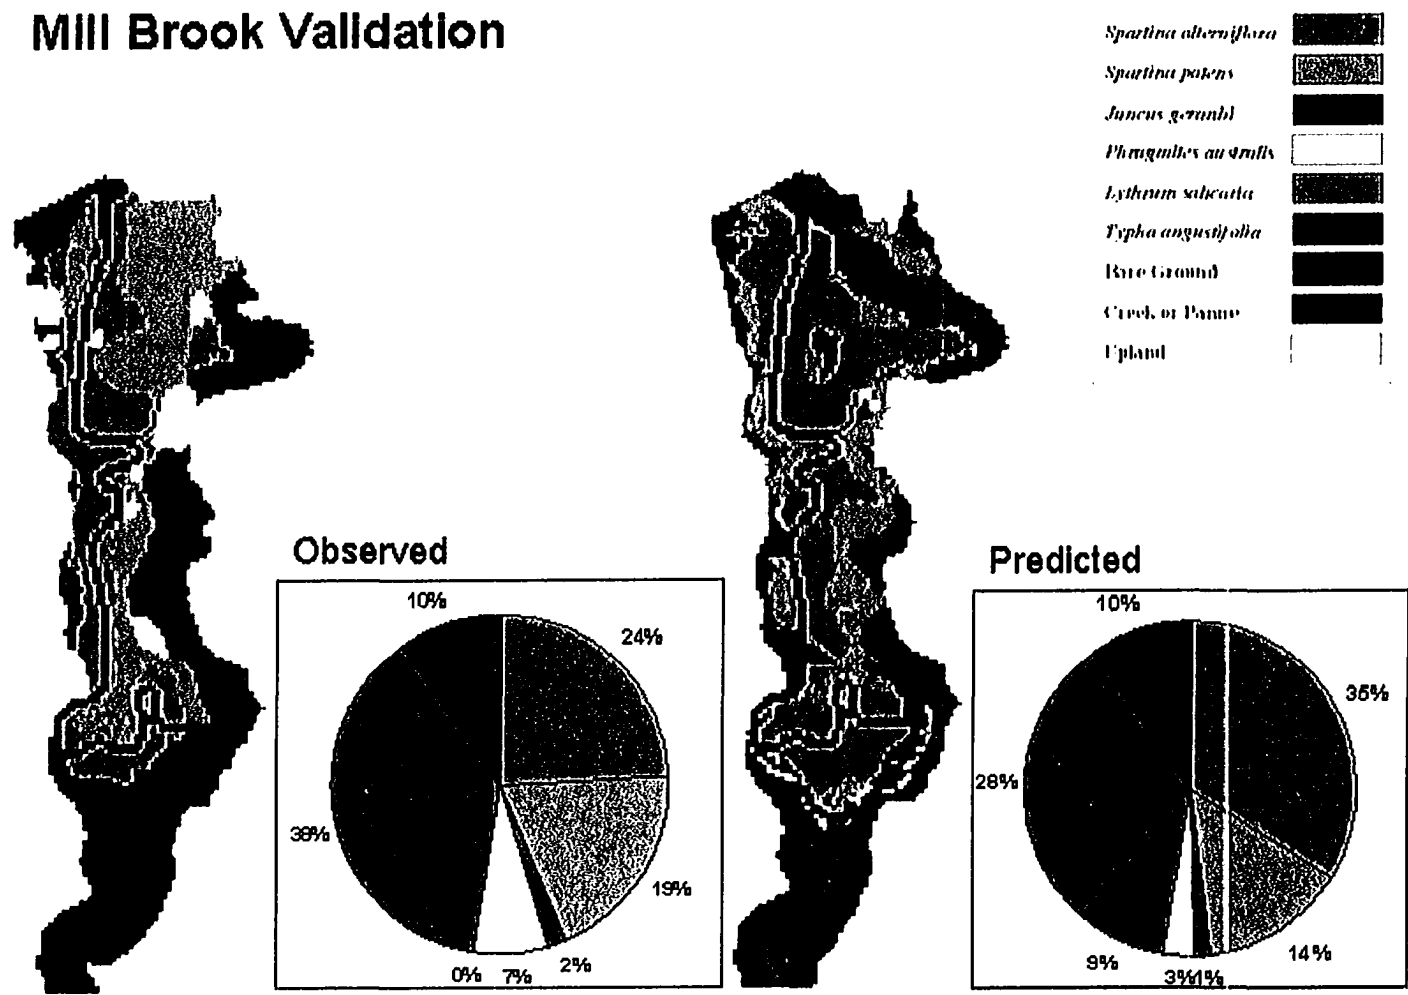 Mill Brook Validation
Spartina alterniflora
Spartina patens
Juncus gerardii
Phragmites australis
Lythrum salicaria
Typha angustifolia
Bare Ground
Creek or Panne
Upland
Observed
10%
24%
38%
19%
0%
7%
2%
Predicted
10%
35%
28%
14%
9%
3%
1%